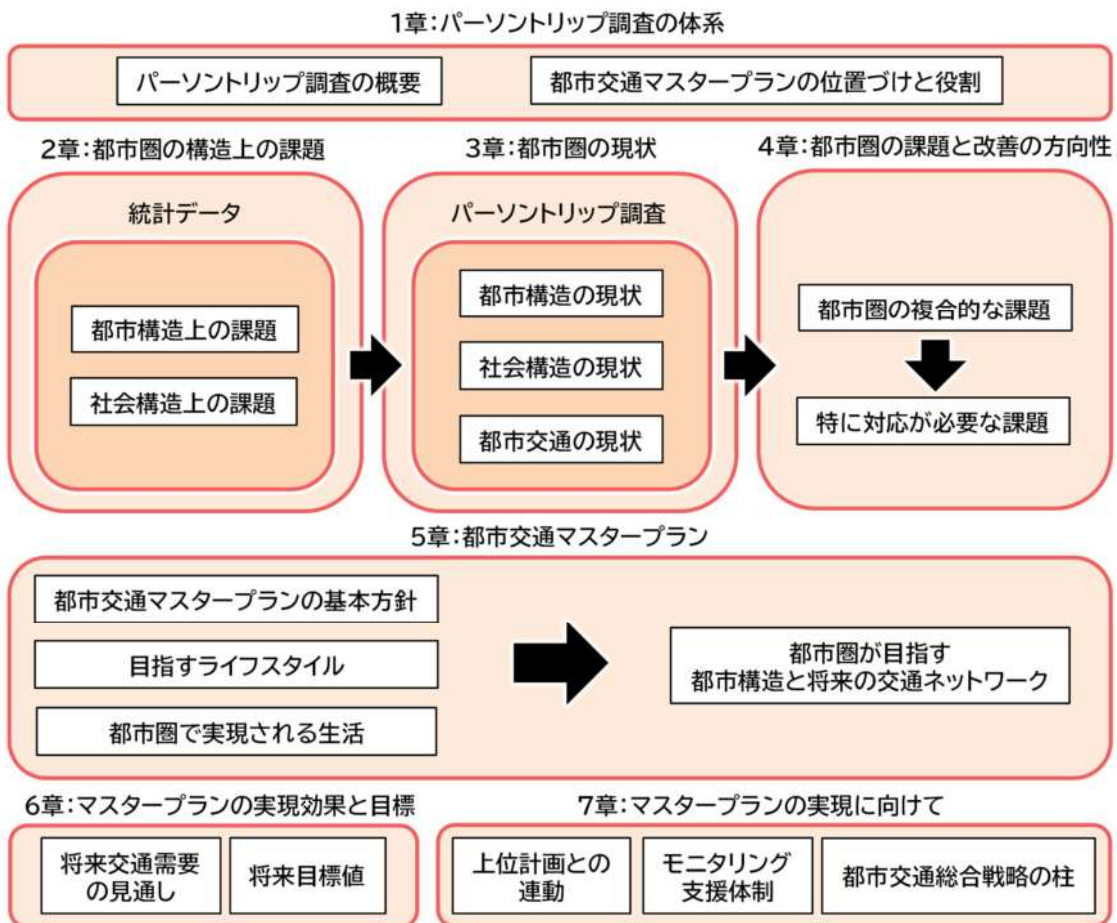 1章:パーソントリップ調査の体系
パーソントリップ調査の概要
都市交通マスタープランの位置づけと役割
2章:都市圏の構造上の課題
統計データ
都市構造上の課題
社会構造上の課題
3章:都市圏の現状
パーソントリップ調査
都市構造の現状
社会構造の現状
都市交通の現状
4章:都市圏の課題と改善の方向性
都市圏の複合的な課題
特に対応が必要な課題
5章:都市交通マスタープラン
都市交通マスタープランの基本方針
目指すライフスタイル
都市圏で実現される生活
都市圏が目指す
都市構造と将来の交通ネットワーク
6章:マスタープランの実現効果と目標
将来交通需要
の見通し
将来目標値
7章:マスタープランの実現に向けて
上位計画との
連動
モニタリング
支援体制
都市交通総合戦略の柱